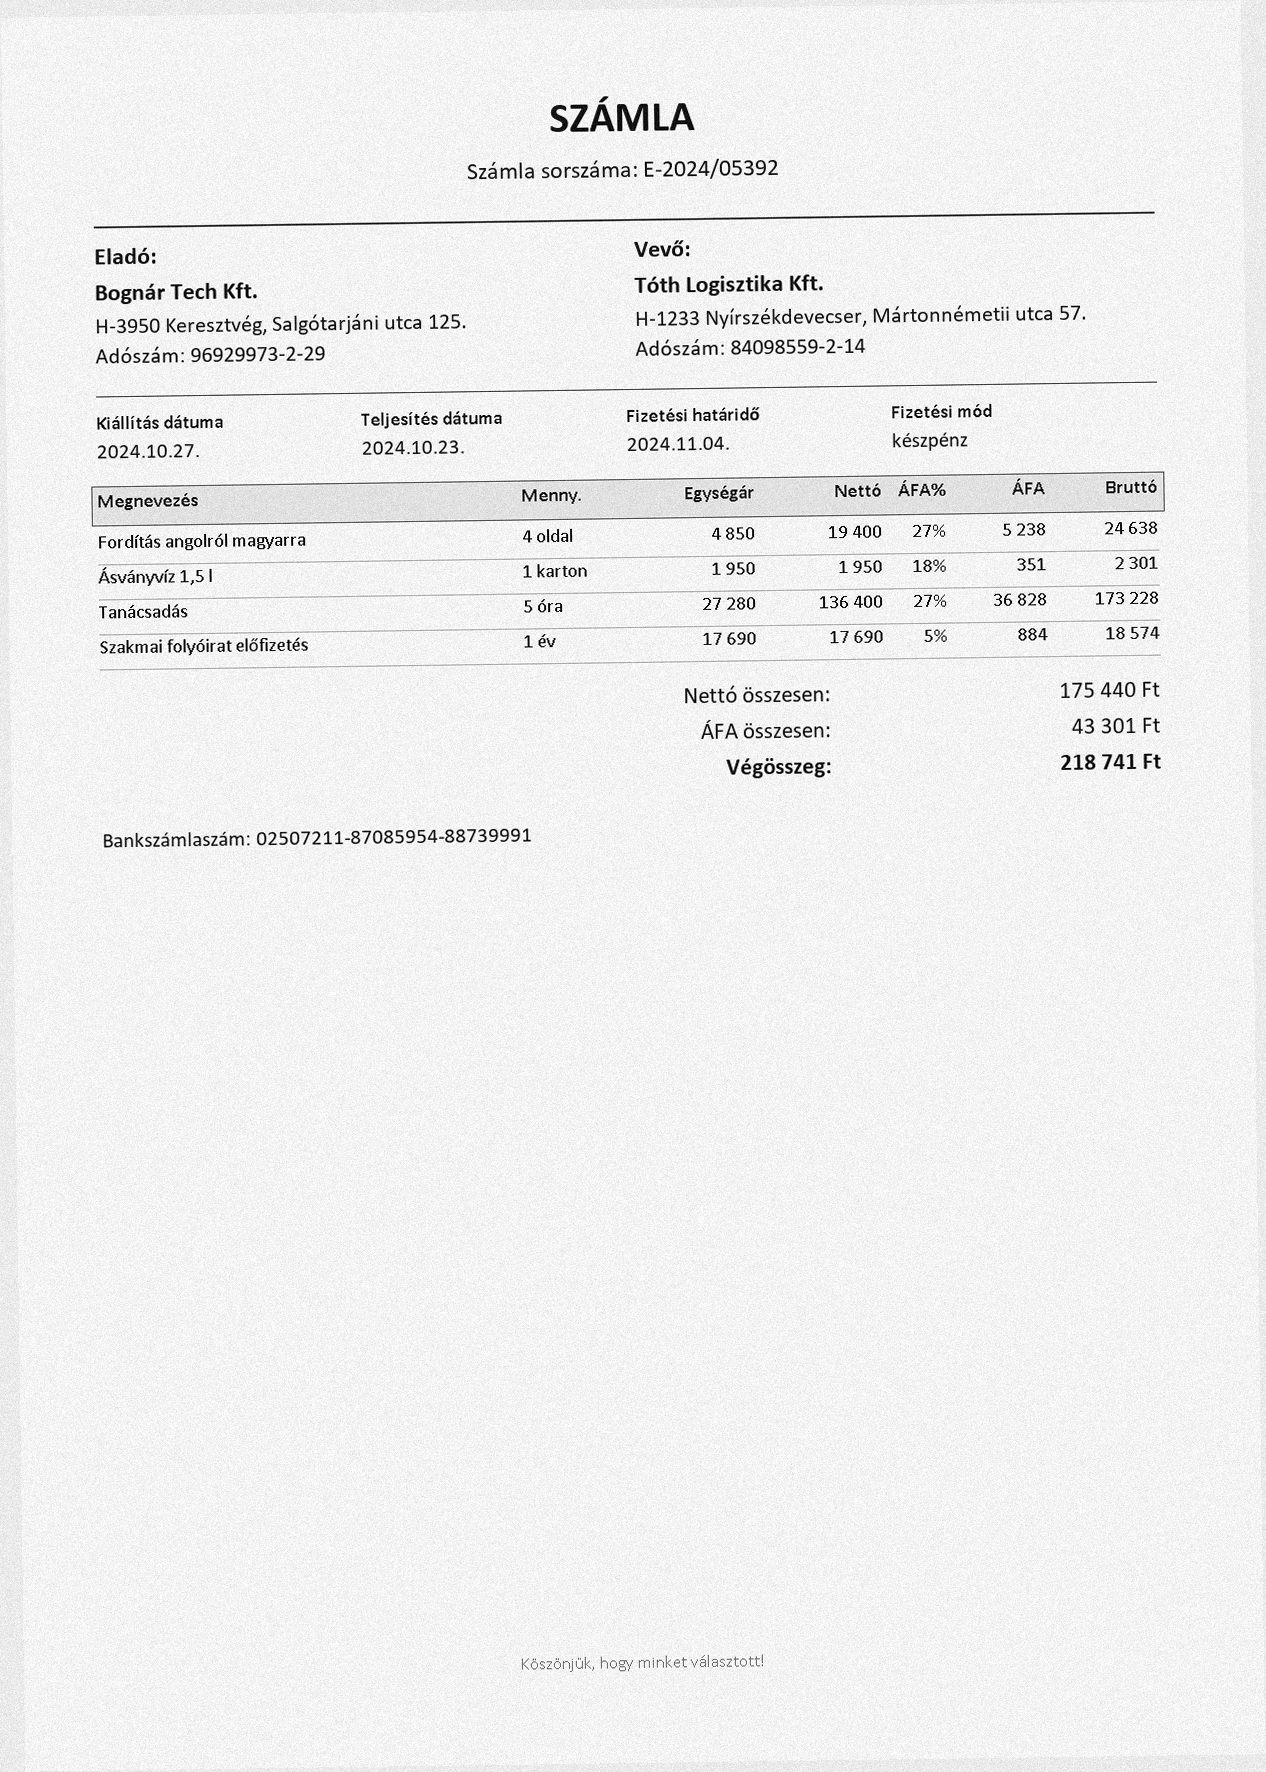 SZÁMLA
Számla sorszáma: E-2024/05392
Eladó:
Bognár Tech Kft.
H-3950 Keresztvég, Salgótarjáni utca 125.
Adószám: 96929973-2-29
Vevő:
Tóth Logisztika Kft.
H-1233 Nyírszékdevecser, Mártonnémetii utca 57.
Adószám: 84098559-2-14
Kiállítás dátuma Teljesítés dátuma Fizetési határidő Fizetési mód
2024.10.27. 2024.10.23. 2024.11.04. készpénz
Megnevezés Menny. Egységár Nettó ÁFA% ÁFA Bruttó
Fordítás angolról magyarra 4 oldal 4 850 19 400 27% 5 238 24 638
Ásványvíz 1,5 l 1 karton 1 950 1 950 18% 351 2 301
Tanácsadás 5 óra 27 280 136 400 27% 36 828 173 228
Szakmai folyóirat előfizetés 1 év 17 690 17 690 5% 884 18 574
Nettó összesen: 175 440 Ft
ÁFA összesen: 43 301 Ft
Végösszeg: 218 741 Ft
Bankszámlaszám: 02507211-87085954-88739991
Köszönjük, hogy minket választott!